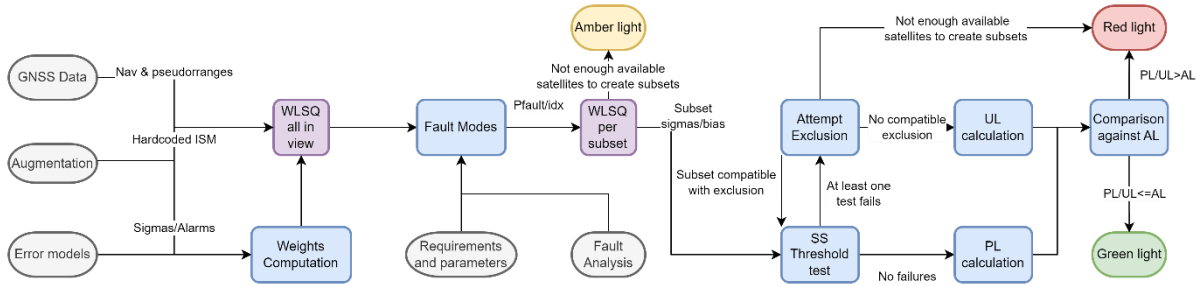 GNSS Data
Nav & pseudorranges
Hardcoded ISM
Augmentation
Sigmas/Alarms
Error models
Weights
Computation
WLSQ
all in
view
Fault Modes
Requirements
and parameters
Fault
Analysis
Pfault/idx
Amber light
Not enough available
satellites to create subsets
WLSQ
per
subset
Subset
sigmas/bias
Attempt
Exclusion
Not enough available
satellites to create subsets
Subset compatible
with exclusion
At least one
test fails
SS
Threshold
test
No compatible
exclusion
No failures
UL
calculation
PL
calculation
Red light
PL/UL>AL
Comparison
against AL
PL/UL<=AL
Green light